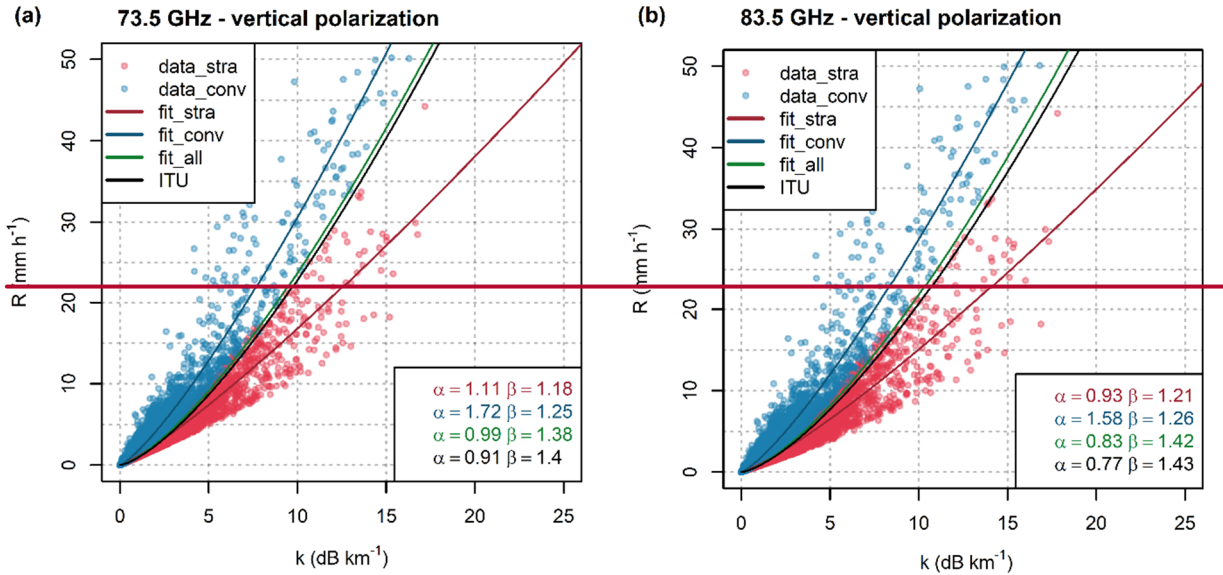 (a) 73.5 GHz - vertical polarization
50
40
30
20
10
0
R (mm h⁻¹)
data_stra
data_conv
fit_stra
fit_conv
fit_all
ITU
α = 1.11 β = 1.18
α = 1.72 β = 1.25
α = 0.99 β = 1.38
α = 0.91 β = 1.4
0 5 10 15 20 25
k (dB km⁻¹)
(b) 83.5 GHz - vertical polarization
50
40
30
20
10
0
R (mm h⁻¹)
data_stra
data_conv
fit_stra
fit_conv
fit_all
ITU
α = 0.93 β = 1.21
α = 1.58 β = 1.26
α = 0.83 β = 1.42
α = 0.77 β = 1.43
0 5 10 15 20 25
k (dB km⁻¹)